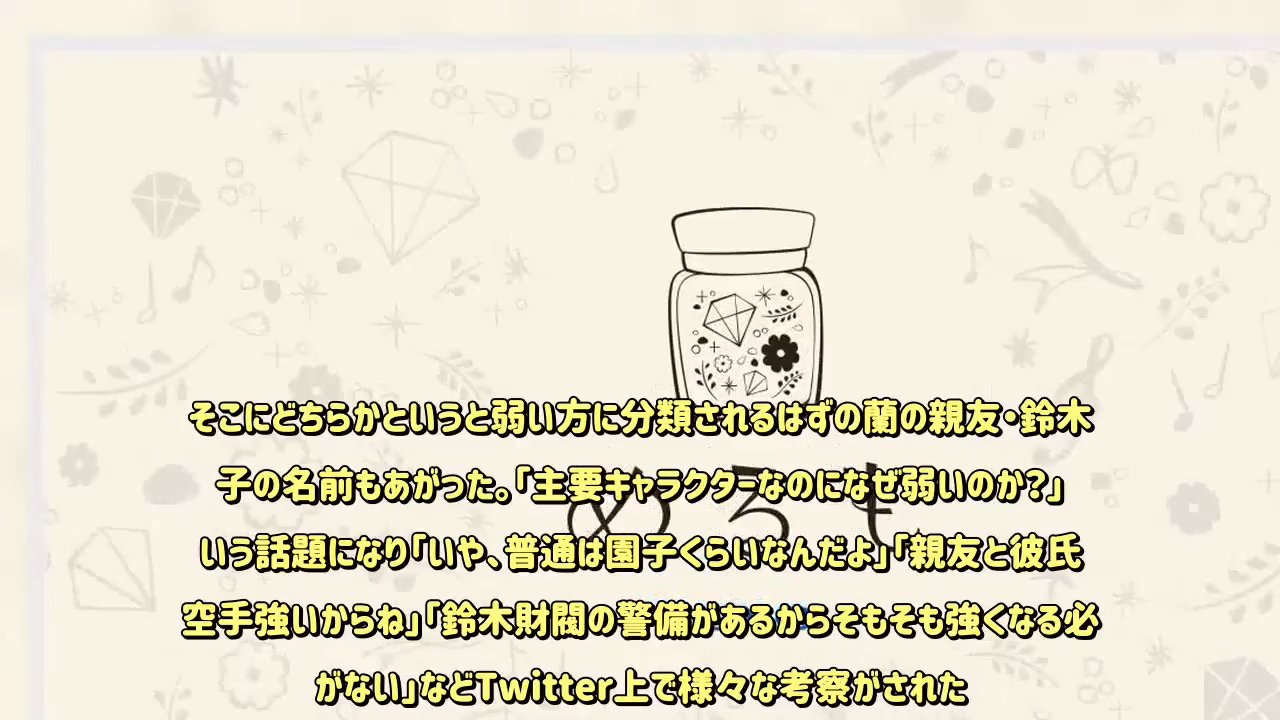 そこにどちらかというと弱い方に分類されるはずの蘭の親友・鈴木
子の名前もあがった。「主要キャラクターなのになぜ弱いのか？」
いう話題になり「いや、普通は園子くらいなんだよ」「親友と彼氏
空手強いからね」「鈴木財閥の警備があるからそもそも強くなる必
がない」などTwitter上で様々な考察がされた
めるも